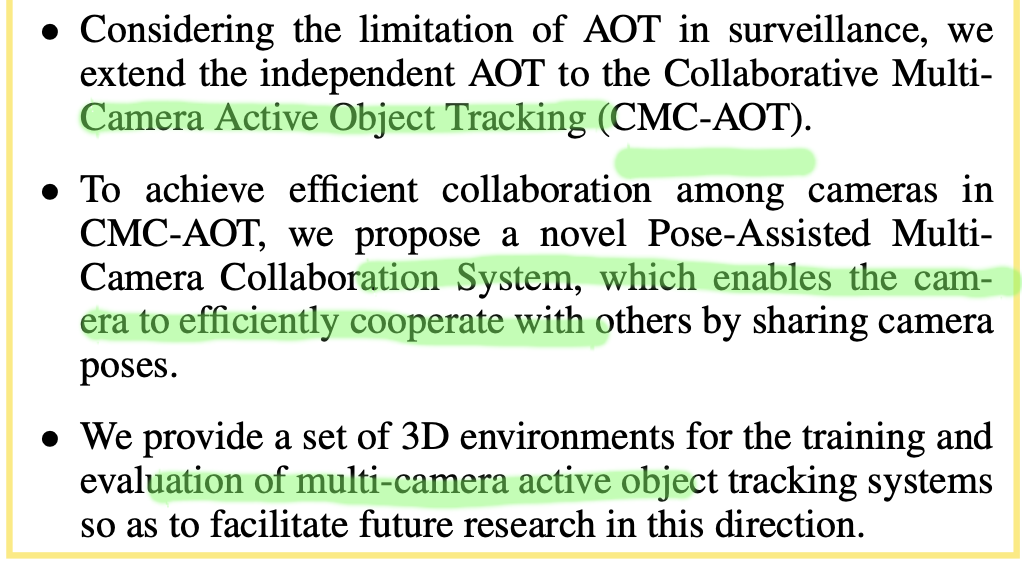 • Considering the limitation of AOT in surveillance, we
extend the independent AOT to the Collaborative Multi-
Camera Active Object Tracking (CMC-AOT).
• To achieve efficient collaboration among cameras in
CMC-AOT, we propose a novel Pose-Assisted Multi-
Camera Collaboration System, which enables the cam-
era to efficiently cooperate with others by sharing camera
poses.
• We provide a set of 3D environments for the training and
evaluation of multi-camera active object tracking systems
so as to facilitate future research in this direction.